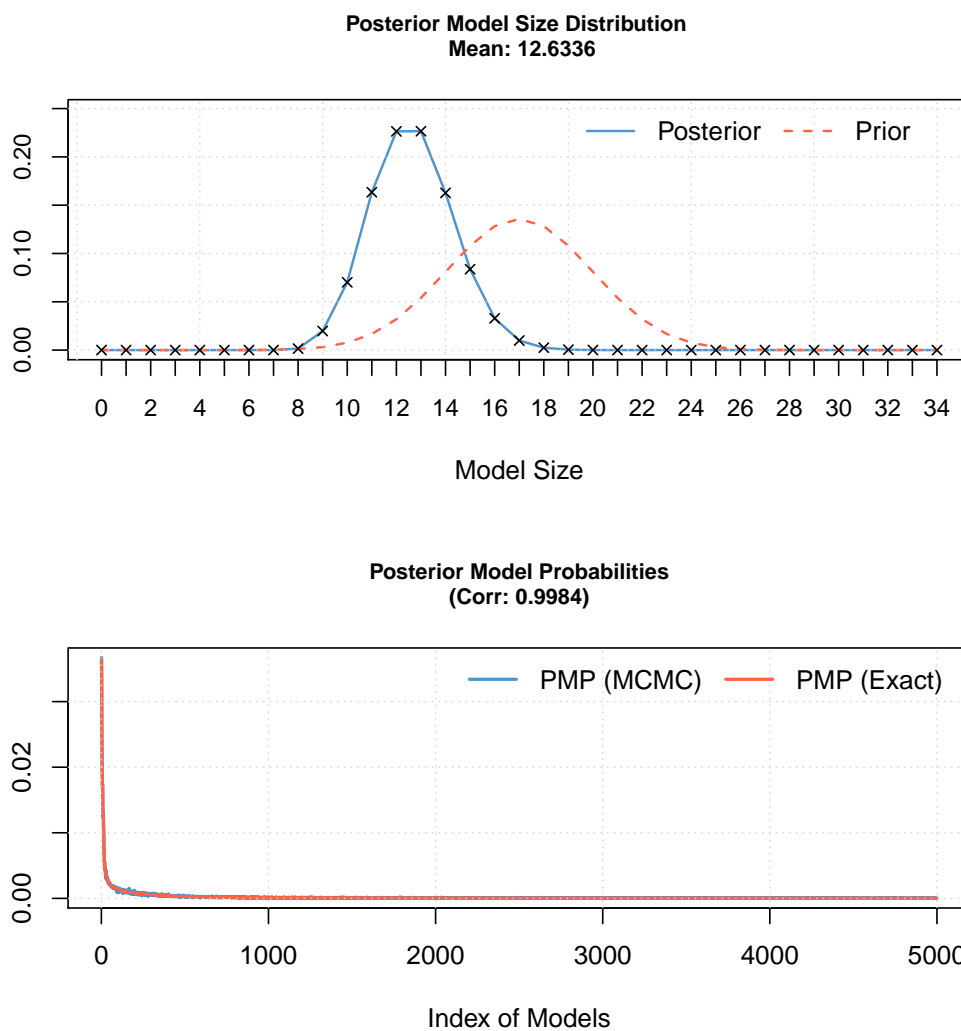 Posterior Model Size Distribution
Mean: 12.6336
Posterior Prior
0.20
0.10
0.00
0 2 4 6 8 10 12 14 16 18 20 22 24 26 28 30 32 34
Model Size
Posterior Model Probabilities
(Corr: 0.9984)
PMP (MCMC) PMP (Exact)
0.02
0.00
0 1000 2000 3000 4000 5000
Index of Models